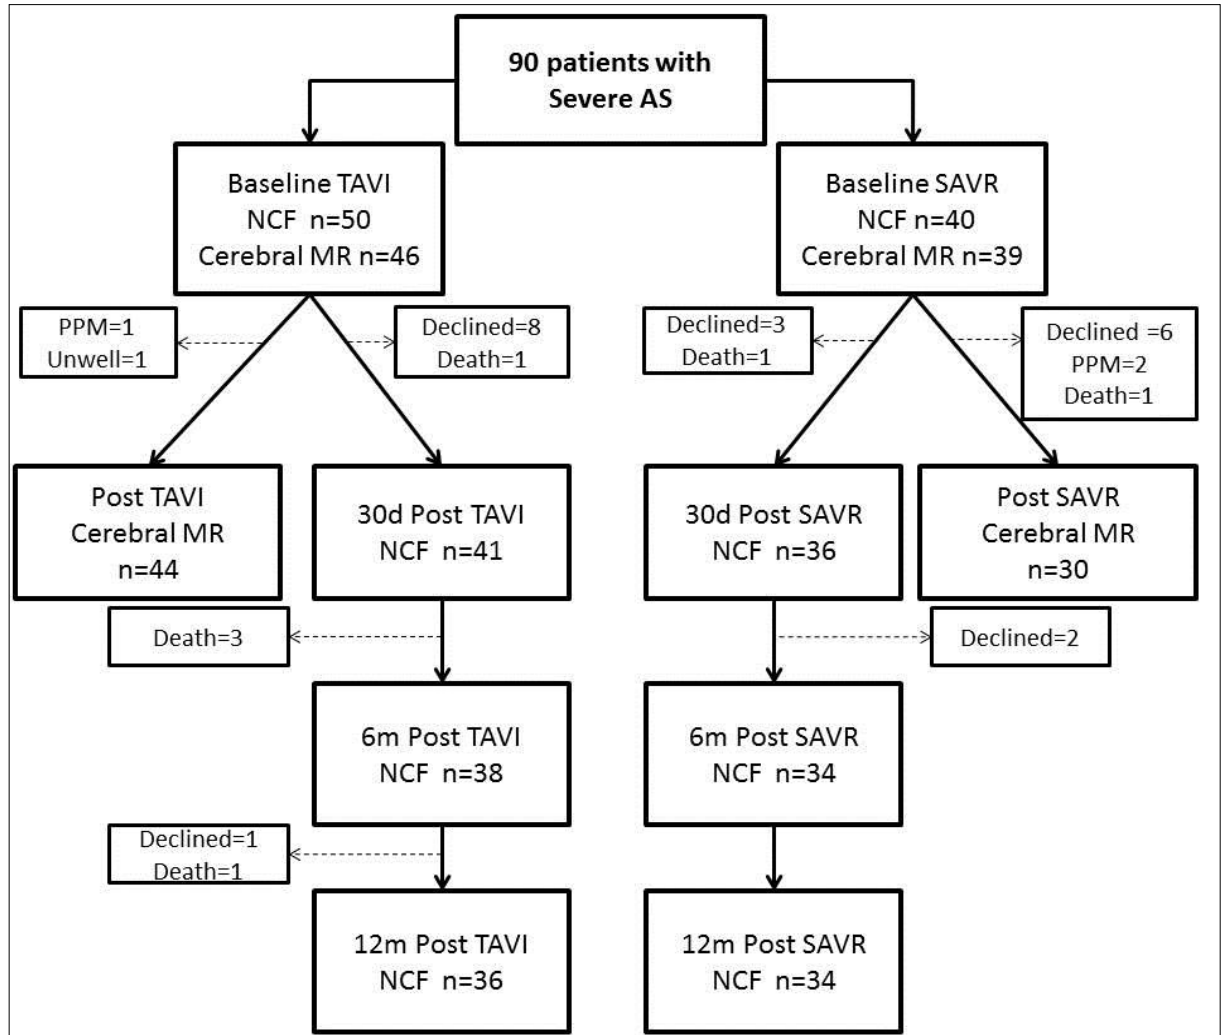 90 patients with
Severe AS
Baseline TAVI
NCF n=50
Cerebral MR n=46
Baseline SAVR
NCF n=40
Cerebral MR n=39
PPM=1
Unwell=1
Declined=8
Death=1
Declined=3
Death=1
Declined =6
PPM=2
Death=1
Post TAVI
Cerebral MR
n=44
30d Post TAVI
NCF n=41
30d Post SAVR
NCF n=36
Post SAVR
Cerebral MR
n=30
Death=3
Declined=2
6m Post TAVI
NCF n=38
6m Post SAVR
NCF n=34
Declined=1
Death=1
12m Post TAVI
NCF n=36
12m Post SAVR
NCF n=34